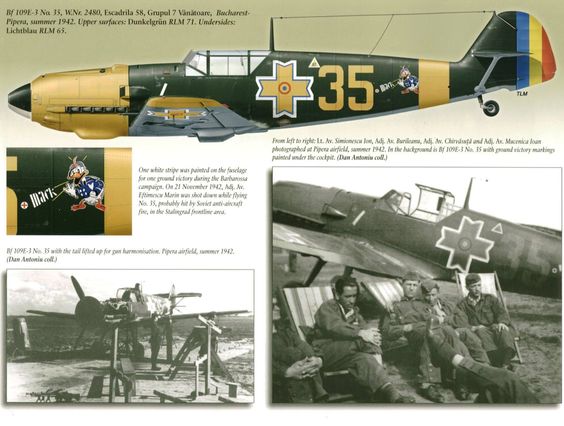 Bf 109E-3 No. 35, W.Nr. 2480, Escadrila 58, Grupul 7 Vânătoare, Bucharest-
Pipera, summer 1942. Upper surfaces: Dunkelgrün RLM 71. Undersides:
Lichtblau RLM 65.
35
TLM
From left to right: Lt. Av. Simionescu Ion, Adj. Av. Burileanu, Adj. Av. Chirvăsuță and Adj. Av. Mucenica Ioan
photographed at Pipera airfield, summer 1942. In the background is Bf 109E-3 No. 35 with ground victory markings
painted under the cockpit. (Dan Antoniu coll.)
One white stripe was painted on the fuselage
for one ground victory during the Barbarossa
campaign. On 21 November 1942, Adj. Av.
Eftimescu Marin was shot down while flying
No. 35, probably hit by Soviet anti-aircraft
fire, in the Stalingrad frontline area.
Bf 109E-3 No. 35 with the tail lifted up for gun harmonisation. Pipera airfield, summer 1942.
(Dan Antoniu coll.)